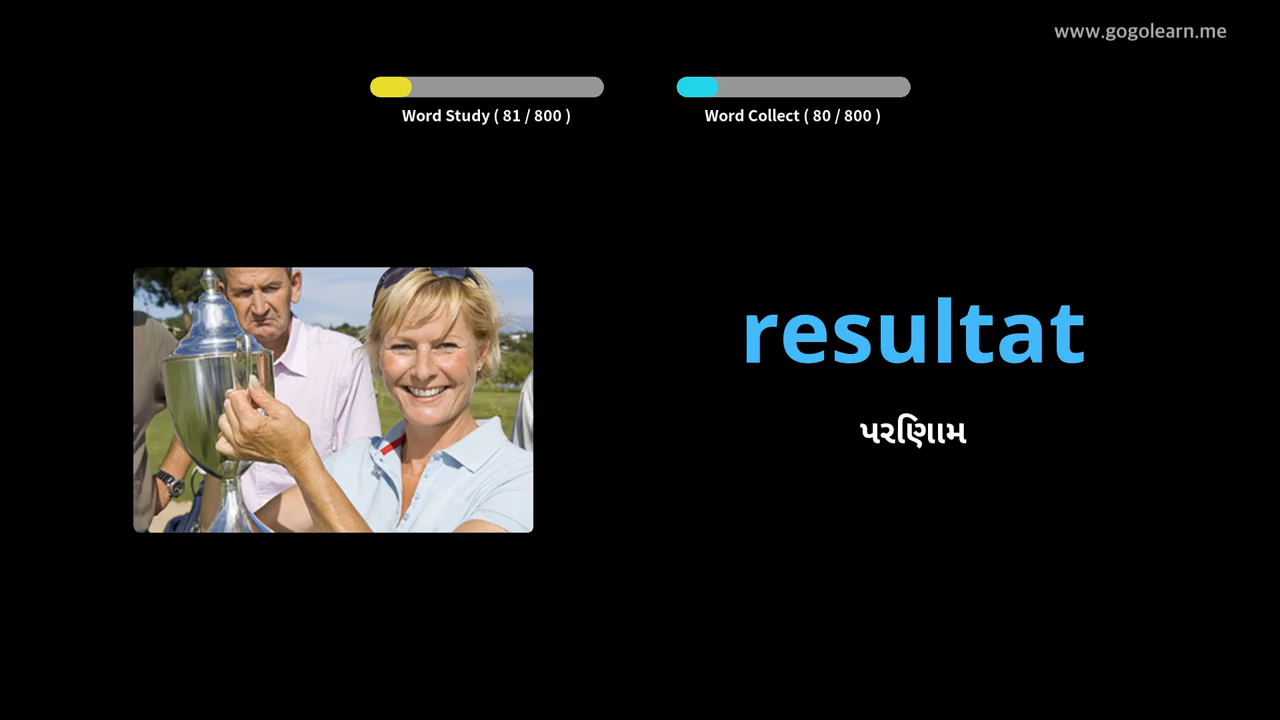 www.gogolearn.me
Word Study ( 81 / 800 )
Word Collect ( 80 / 800 )
resultat
પરિણામ